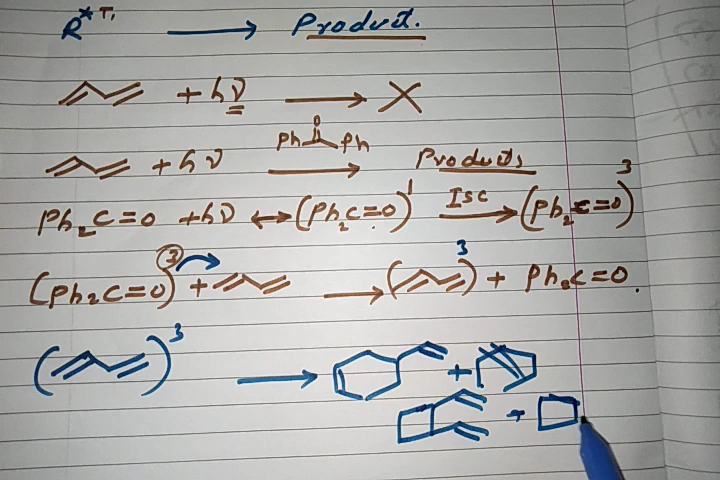 R* T₁ → Product.
+ hν → X
+ hν Ph O Ph → Products
Ph₂C=O + hν ↔ (Ph₂C=O)¹ Isc → (Ph₂C=O)³
(Ph₂C=O)³ + → ( )³ + Ph₂C=O.
( )³ → +
+